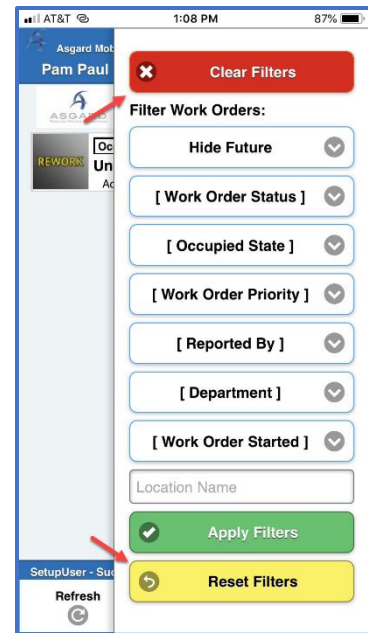 AT&T 1:08 PM 87%
Asgard Mob
Pam Paul
ASGARD
REWORK
Oc
Un
Ac
Clear Filters
Filter Work Orders:
Hide Future
[ Work Order Status ]
[ Occupied State ]
[ Work Order Priority ]
[ Reported By ]
[ Department ]
[ Work Order Started ]
Location Name
Apply Filters
Reset Filters
SetupUser - Suc
Refresh